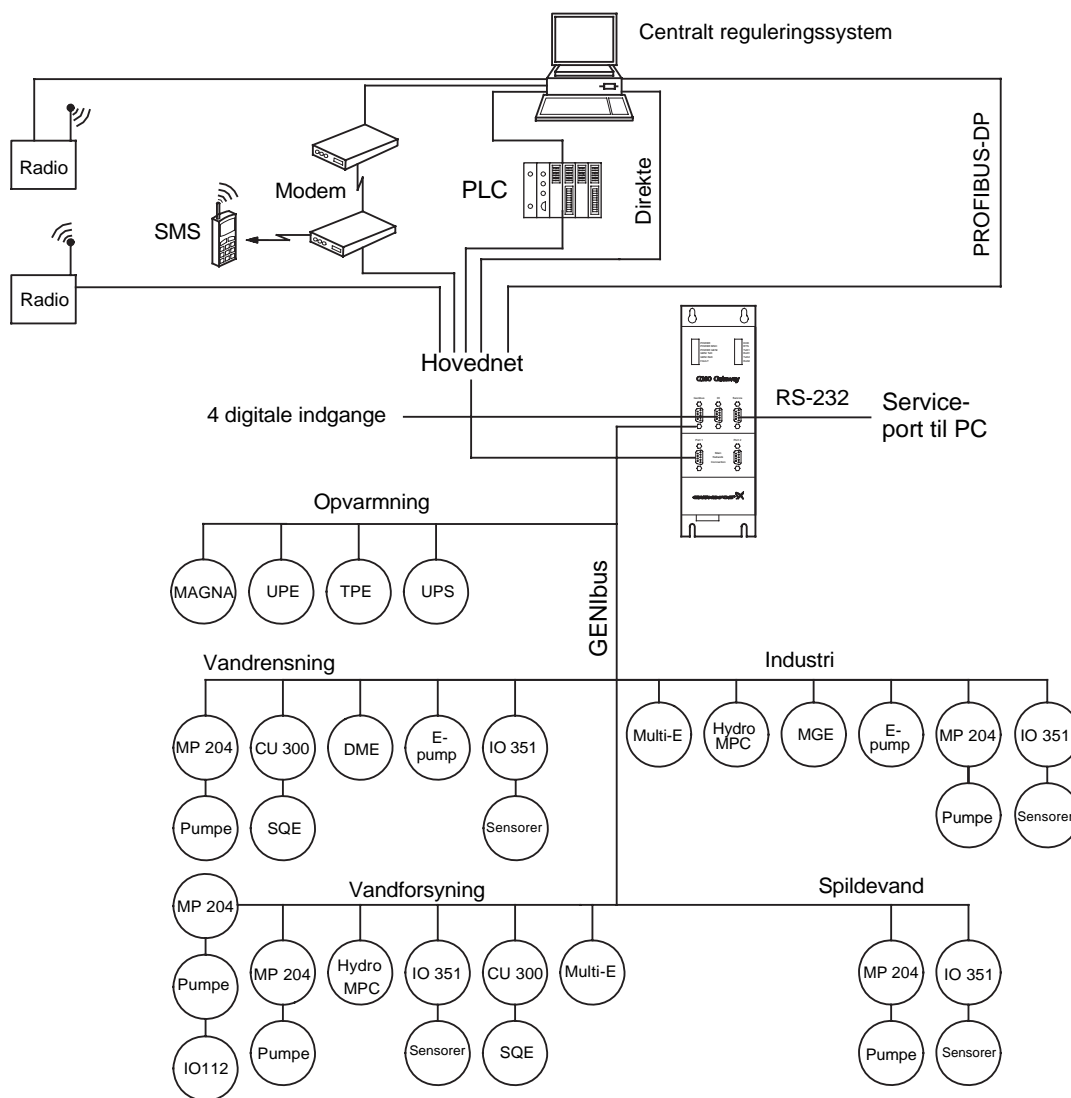 Centralt reguleringssystem
Radio
Modem
PLC
Direkte
PROFIBUS-DP
SMS
Radio
Hovednet
4 digitale indgange
RS-232
Service-
port til PC
Opvarmning
MAGNA
UPE
TPE
UPS
GENIbus
Vandrensning
MP 204
CU 300
DME
E-
pump
IO 351
Pumpe
SQE
Sensorer
Industri
Multi-E
Hydro
MPC
MGE
E-
pump
MP 204
IO 351
Pumpe
Sensorer
Vandforsyning
MP 204
Pumpe
IO112
MP 204
Hydro
MPC
IO 351
CU 300
Multi-E
Pumpe
Sensorer
SQE
Spildevand
MP 204
IO 351
Pumpe
Sensorer